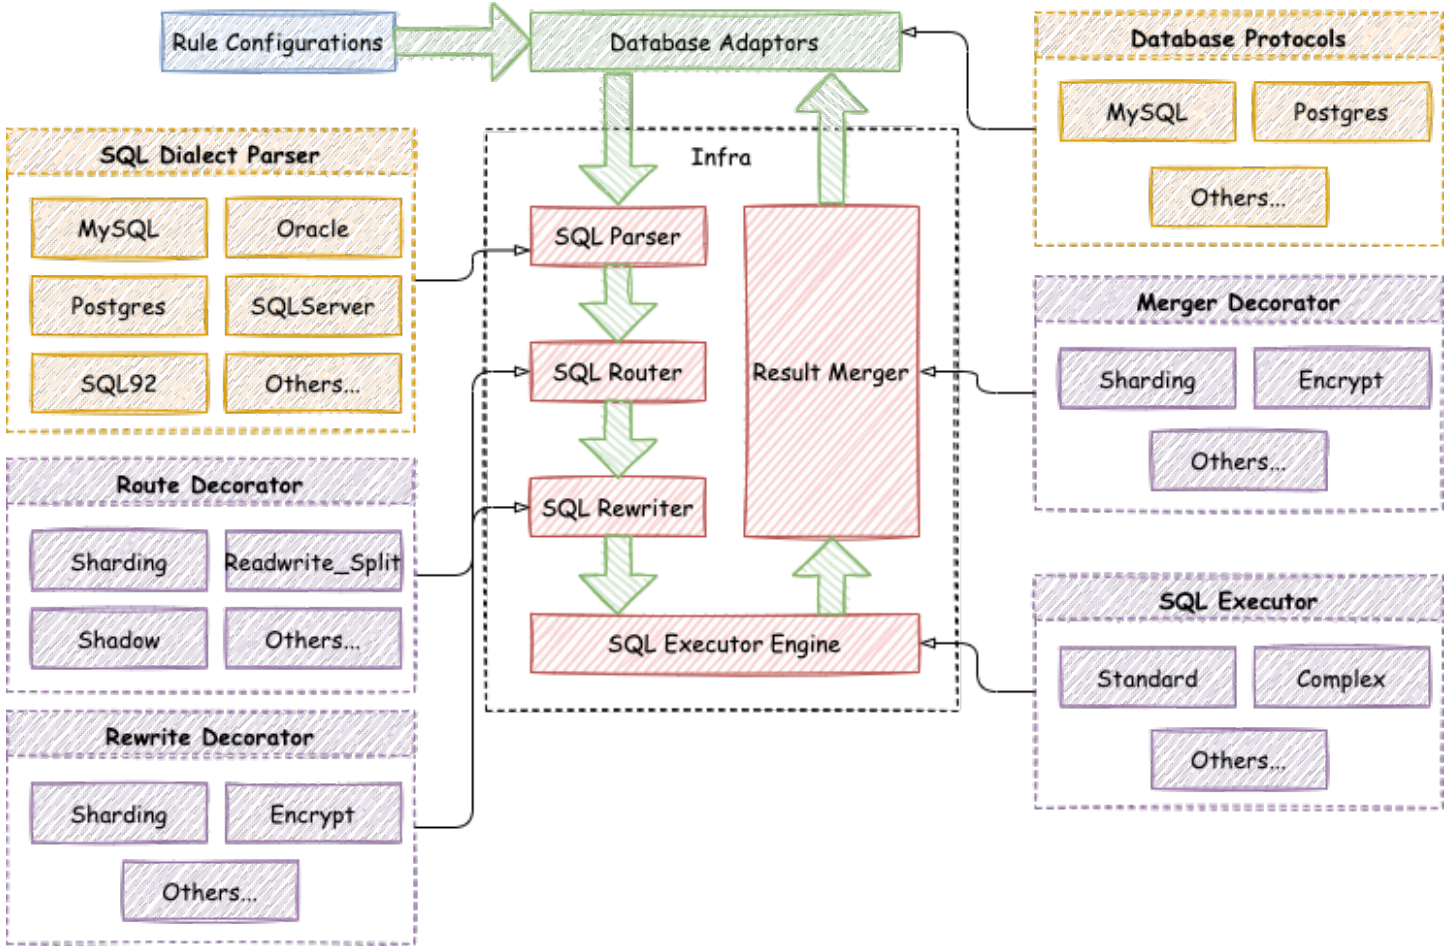 Rule Configurations
Database Adaptors
Database Protocols
MySQL
Postgres
Others...
SQL Dialect Parser
MySQL
Oracle
Postgres
SQLServer
SQL92
Others...
Infra
SQL Parser
SQL Router
SQL Rewriter
Result Merger
SQL Executor Engine
Merger Decorator
Sharding
Encrypt
Others...
Route Decorator
Sharding
Readwrite_Split
Shadow
Others...
SQL Executor
Standard
Complex
Others...
Rewrite Decorator
Sharding
Encrypt
Others...